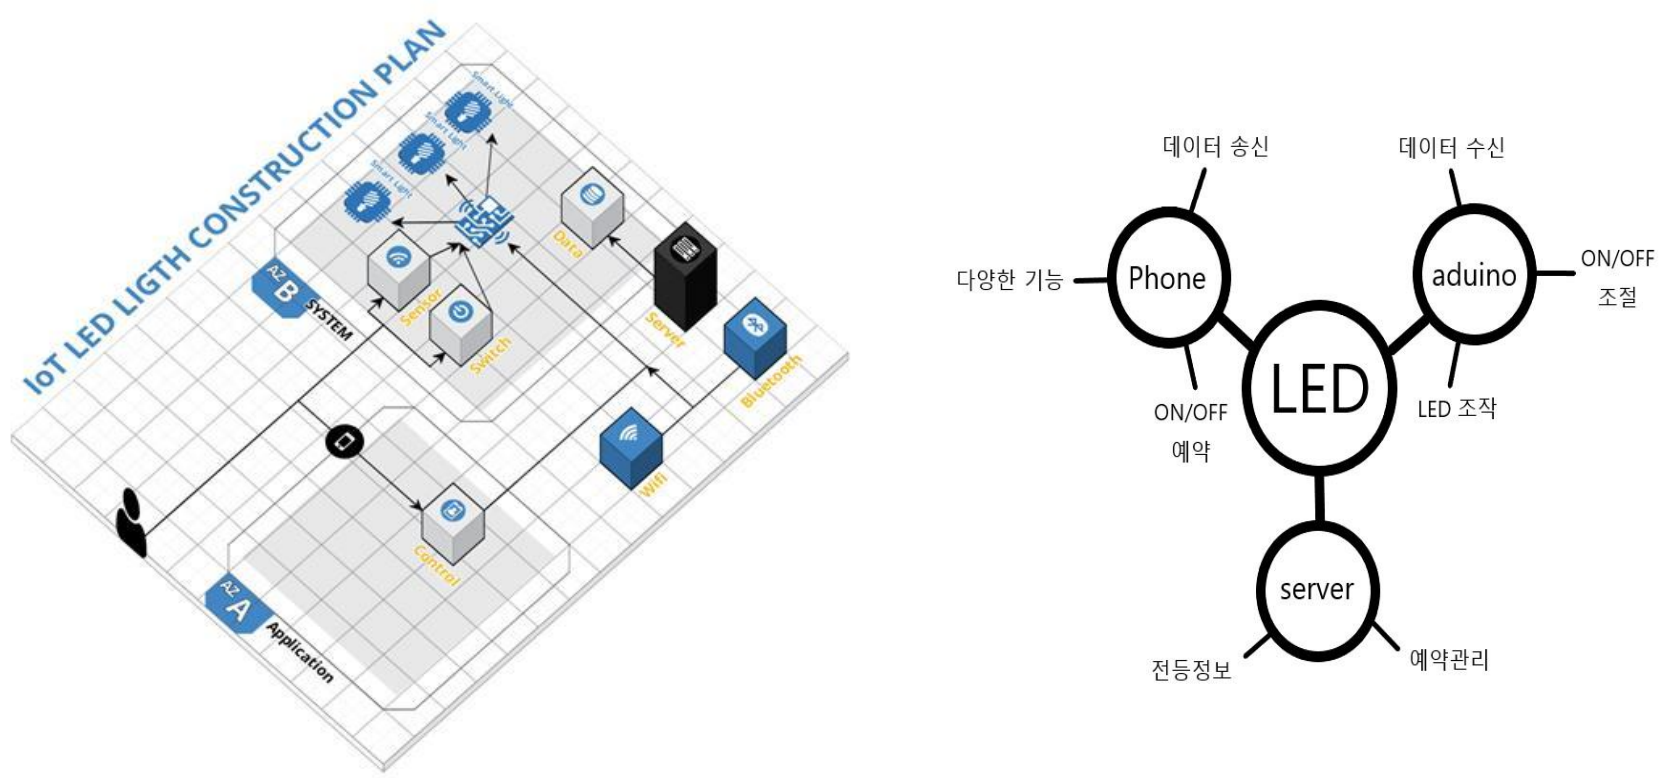 IoT LED LIGTH CONSTRUCTION PLAN
Smart Light
Smart Light
Smart Light
Data
Sensor
Switch
Server
Bluetooth
Wifi
Control
AZ
B
SYSTEM
AZ
A
Application
데이터 송신
데이터 수신
다양한 기능
Phone
aduino
ON/OFF
조절
LED
ON/OFF
예약
LED 조작
server
전등정보
예약관리